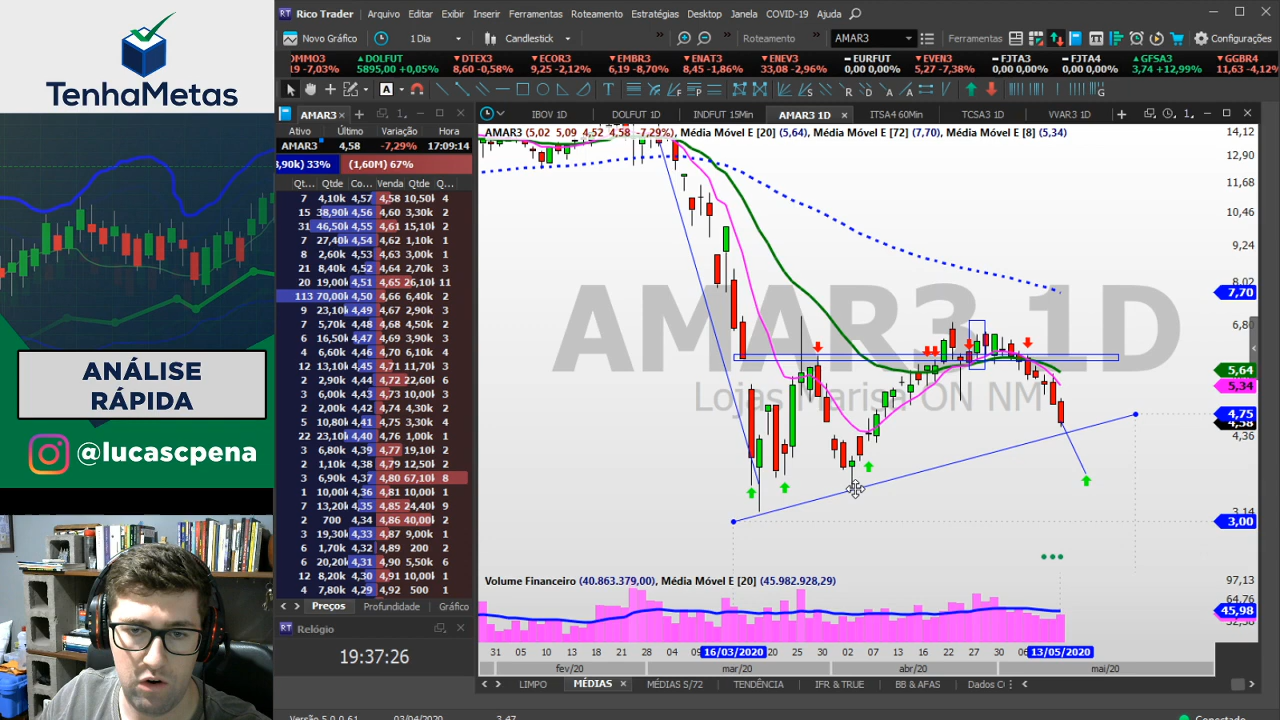 TenhaMetas
ANÁLISE
RÁPIDA
@lucascpena
Rico Trader Arquivo Editar Exibir Inserir Ferramentas Roteamento Estratégias Desktop Janela COVID-19 Ajuda
Novo Gráfico 1 Dia Candlestick » Roteamento » AMAR3 Ferramentas Configurações
DOLFUT DTEX3 ECOR3 EMBR3 ENAT3 ENEV3 EURFUT EVEN3 FJTA3 FJTA4 GFSA3 GGBR4
-7,03% 5895,00 +0,05% 8,60 -0,58% 9,25 -2,12% 6,19 -8,70% 8,45 -1,86% 33,08 -2,96% 0,00 0,00% 5,27 -7,38% 0,00 0,00% 0,00 0,00% 3,74 +12,99% 11,63 -4,12
AMAR3
Ativo Último Variação Hora
AMAR3 4,58 -7,29% 17:09:14
3,90k) 33% (1,60M) 67%
Qt... Qtde Co... Venda Qtde Q...
7 4,10k 4,57 4,58 10,50k 4
15 38,90k 4,56 4,60 3,30k 2
31 46,50k 4,55 4,61 15,10k 2
7 27,40k 4,54 4,62 1,10k 1
8 2,60k 4,53 4,63 3,00k 1
21 8,40k 4,52 4,64 2,70k 3
20 19,00k 4,51 4,65 26,10k 11
113 70,00k 4,50 4,66 6,40k 2
9 23,10k 4,49 4,67 2,90k 3
7 5,70k 4,48 4,68 4,50k 2
6 16,50k 4,47 4,69 2,90k 3
4 6,60k 4,46 4,70 6,10k 4
12 13,10k 4,45 4,71 11,70k 3
2 2,90k 4,44 4,72 22,60k 6
3 6,00k 4,43 4,73 10,00k 1
2 2,00k 4,42 4,74 4,30k 2
5 10,80k 4,41 4,75 3,30k 4
22 23,10k 4,40 4,76 1,00k 1
3 6,80k 4,39 4,77 19,10k 2
2 1,10k 4,38 4,78 12,50k 2
3 6,90k 4,37 4,80 67,10k 8
1 10,00k 4,36 4,81 10,00k 1
7 13,20k 4,35 4,85 24,40k 9
2 700 4,34 4,86 40,00k 2
3 19,30k 4,33 4,87 9,00k 1
6 1,70k 4,32 4,89 200 2
6 20,20k 4,31 4,90 5,50k 6
12 8,20k 4,30 4,91 10,00k 1
4 7,80k 4,29 4,92 500 1
Preços Profundidade Gráfico
Relógio
19:37:26
IBOV 1D DOLFUT 1D INDFUT 15Min AMAR3 1D ITSA4 60Min TCSA3 1D VVAR3 1D
AMAR3 (5,02 5,09 4,52 4,58 -7,29%), Média Móvel E [20] (5,64), Média Móvel E [72] (7,70), Média Móvel E [8] (5,34)
AMAR3 1D
Lojas Marisa ON NM
14,12
12,90
11,68
10,46
9,24
8,02
7,70
6,80
5,64
5,34
4,75
4,58
4,36
3,14
3,00
Volume Financeiro (40.863.379,00), Média Móvel E [20] (45.982.928,29)
97,13
64,76
45,98
32,38
31 05 10 13 18 21 28 04 09 16/03/2020 20 25 30 02 07 13 17 22 27 30 06 13/05/2020
fev/20 mar/20 abr/20 mai/20
LIMPO MÉDIAS MÉDIAS S/72 TENDÊNCIA IFR & TRUE BB & AFAS
Versão 5.0.0.61 03/04/2020 3,47 Conectado